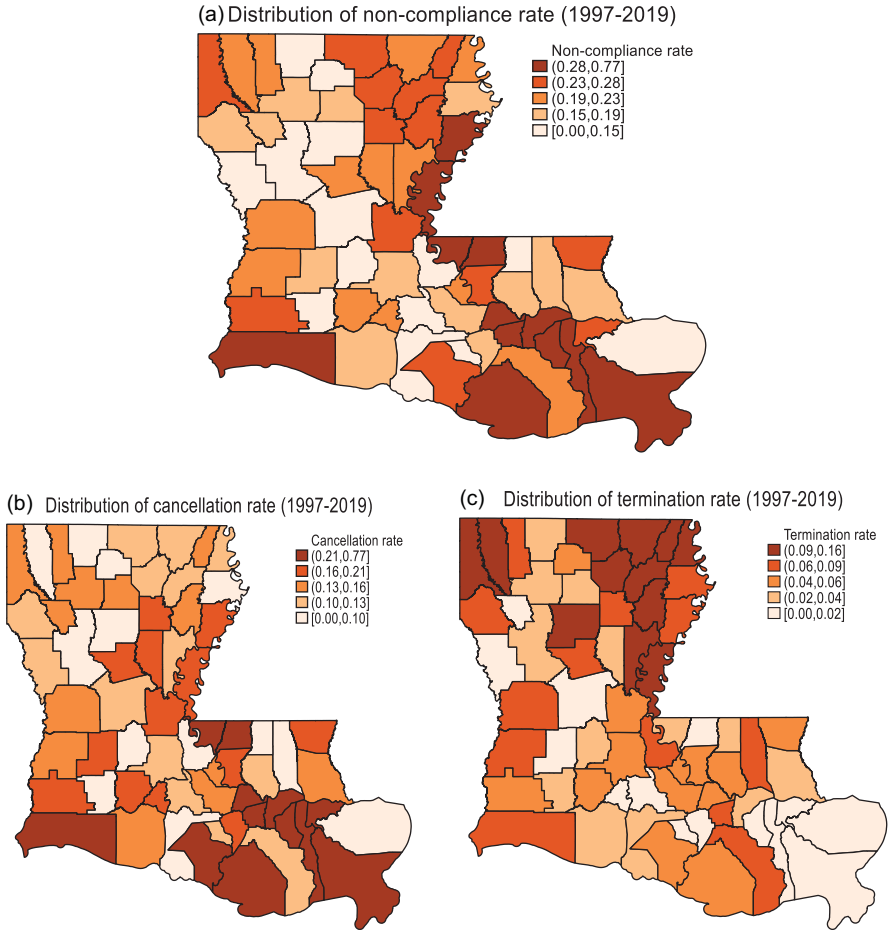 (a) Distribution of non-compliance rate (1997-2019)
Non-compliance rate
(0.28,0.77]
(0.23,0.28]
(0.19,0.23]
(0.15,0.19]
[0.00,0.15]
(b) Distribution of cancellation rate (1997-2019)
Cancellation rate
(0.21,0.77]
(0.16,0.21]
(0.13,0.16]
(0.10,0.13]
[0.00,0.10]
(c) Distribution of termination rate (1997-2019)
Termination rate
(0.09,0.16]
(0.06,0.09]
(0.04,0.06]
(0.02,0.04]
[0.00,0.02]